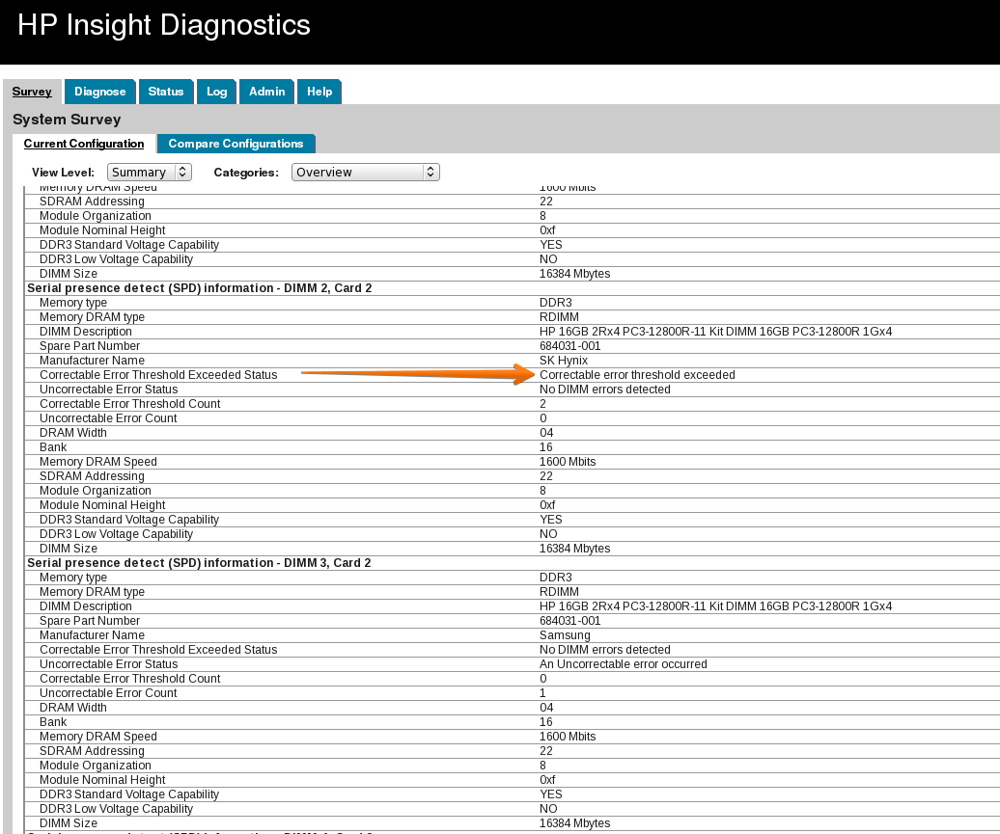 HP Insight Diagnostics
Survey Diagnose Status Log Admin Help
System Survey
Current Configuration Compare Configurations
View Level: Summary Categories: Overview
Memory DRAM Speed 1600 Mbits
SDRAM Addressing 22
Module Organization 8
Module Nominal Height 0xf
DDR3 Standard Voltage Capability YES
DDR3 Low Voltage Capability NO
DIMM Size 16384 Mbytes
Serial presence detect (SPD) information - DIMM 2, Card 2
Memory type DDR3
Memory DRAM type RDIMM
DIMM Description HP 16GB 2Rx4 PC3-12800R-11 Kit DIMM 16GB PC3-12800R 1Gx4
Spare Part Number 684031-001
Manufacturer Name SK Hynix
Correctable Error Threshold Exceeded Status Correctable error threshold exceeded
Uncorrectable Error Status No DIMM errors detected
Correctable Error Threshold Count 2
Uncorrectable Error Count 0
DRAM Width 04
Bank 16
Memory DRAM Speed 1600 Mbits
SDRAM Addressing 22
Module Organization 8
Module Nominal Height 0xf
DDR3 Standard Voltage Capability YES
DDR3 Low Voltage Capability NO
DIMM Size 16384 Mbytes
Serial presence detect (SPD) information - DIMM 3, Card 2
Memory type DDR3
Memory DRAM type RDIMM
DIMM Description HP 16GB 2Rx4 PC3-12800R-11 Kit DIMM 16GB PC3-12800R 1Gx4
Spare Part Number 684031-001
Manufacturer Name Samsung
Correctable Error Threshold Exceeded Status No DIMM errors detected
Uncorrectable Error Status An Uncorrectable error occurred
Correctable Error Threshold Count 0
Uncorrectable Error Count 1
DRAM Width 04
Bank 16
Memory DRAM Speed 1600 Mbits
SDRAM Addressing 22
Module Organization 8
Module Nominal Height 0xf
DDR3 Standard Voltage Capability YES
DDR3 Low Voltage Capability NO
DIMM Size 16384 Mbytes